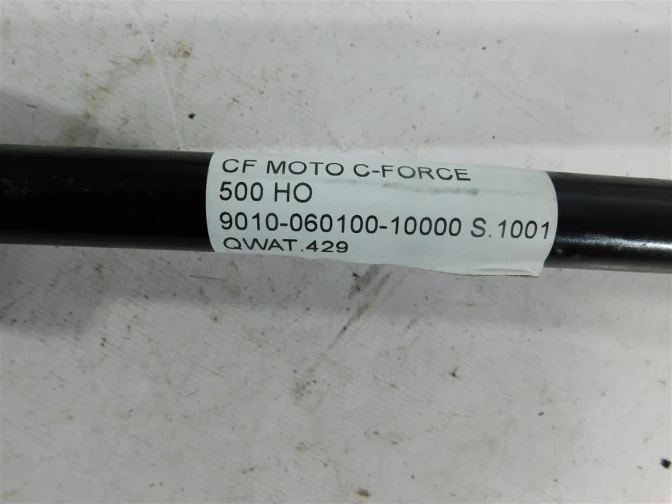 CF MOTO C-FORCE
500 HO
9010-060100-10000 S.1001
QWAT.429